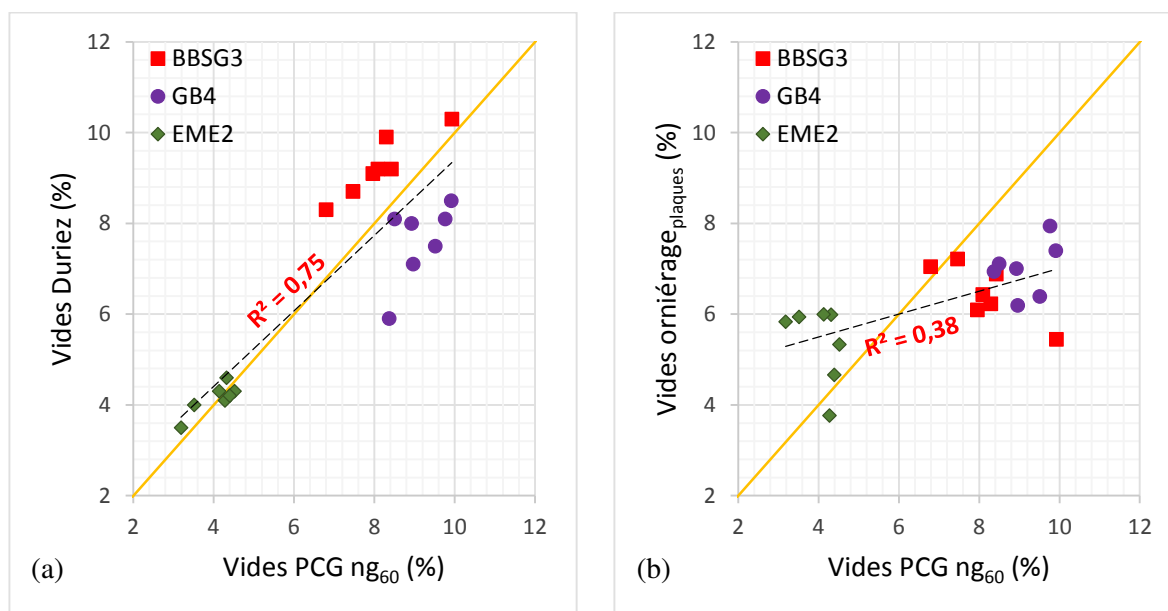 12
10
8
6
4
2
Vides Duriez (%)
BBSG3
GB4
EME2
R² = 0,75
2 4 6 8 10 12
(a) Vides PCG ng₆₀ (%)
12
10
8
6
4
2
Vides orniérage plaques (%)
BBSG3
GB4
EME2
R² = 0,38
2 4 6 8 10 12
(b) Vides PCG ng₆₀ (%)